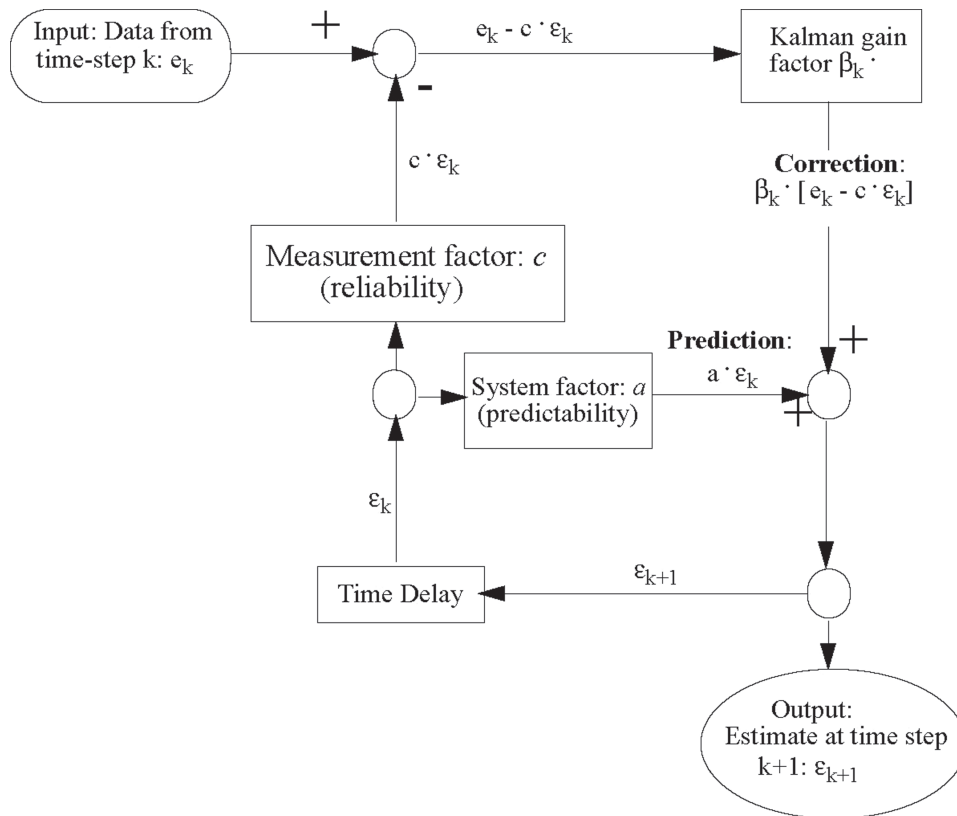 Input: Data from
time-step k: eₖ
+
-
eₖ - c · εₖ
Kalman gain
factor βₖ ·
Correction:
βₖ · [ eₖ - c · εₖ]
c · εₖ
Measurement factor: c
(reliability)
System factor: a
(predictability)
Prediction:
a · εₖ
+
+
εₖ
Time Delay
εₖ₊₁
Output:
Estimate at time step
k+1: εₖ₊₁